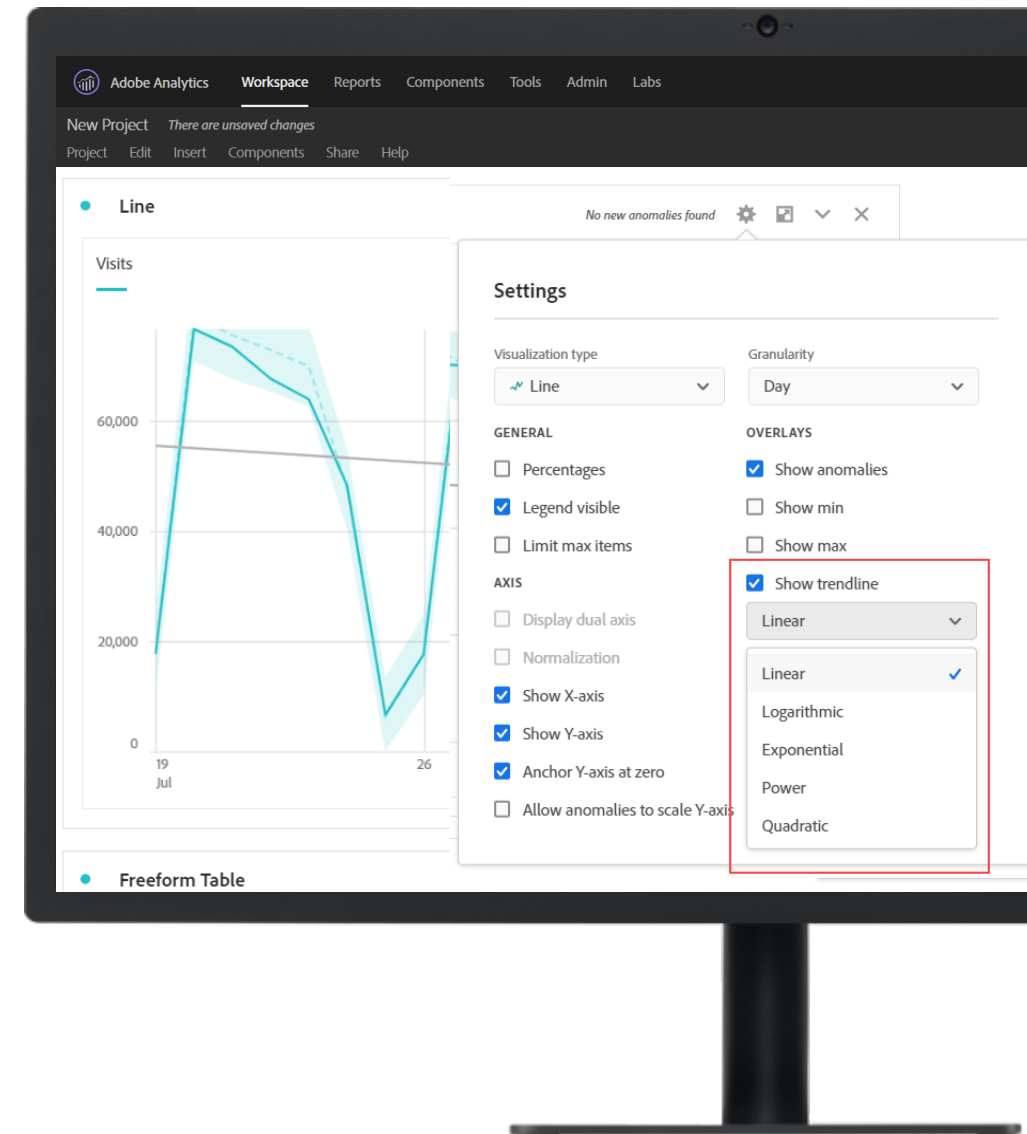 Adobe Analytics Workspace Reports Components Tools Admin Labs
New Project There are unsaved changes
Project Edit Insert Components Share Help
Line
No new anomalies found
Visits
60,000
40,000
20,000
0
19
Jul
26
Settings
Visualization type
Granularity
Line
Day
GENERAL
Percentages
Legend visible
Limit max items
AXIS
Display dual axis
Normalization
Show X-axis
Show Y-axis
Anchor Y-axis at zero
Allow anomalies to scale Y-axis
OVERLAYS
Show anomalies
Show min
Show max
Show trendline
Linear
Linear
Logarithmic
Exponential
Power
Quadratic
Freeform Table